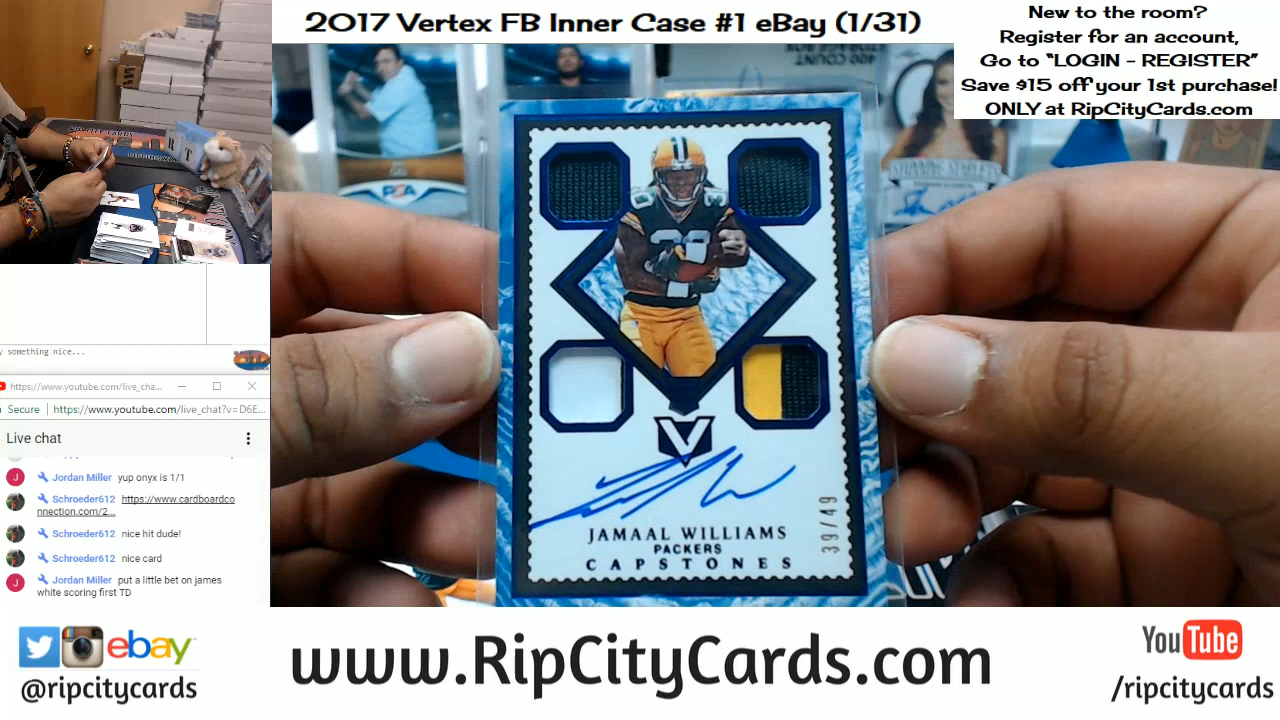 2017 Vertex FB Inner Case #1 eBay (1/31)
New to the room?
Register for an account,
Go to "LOGIN - REGISTER"
Save $15 off your 1st purchase!
ONLY at RipCityCards.com
400 COUNT
30
V
JAMAAL WILLIAMS
PACKERS
CAPSTONES
39/49
y something nice...
https://www.youtube.com/live_cha...
Secure https://www.youtube.com/live_chat?v=D6E...
Live chat
J Jordan Miller yup onyx is 1/1
Schroeder612 https://www.cardboardco
nnection.com/2...
Schroeder612 nice hit dude!
Schroeder612 nice card
J Jordan Miller put a little bet on james
white scoring first TD
ebay
@ripcitycards
www.RipCityCards.com
YouTube
/ripcitycards